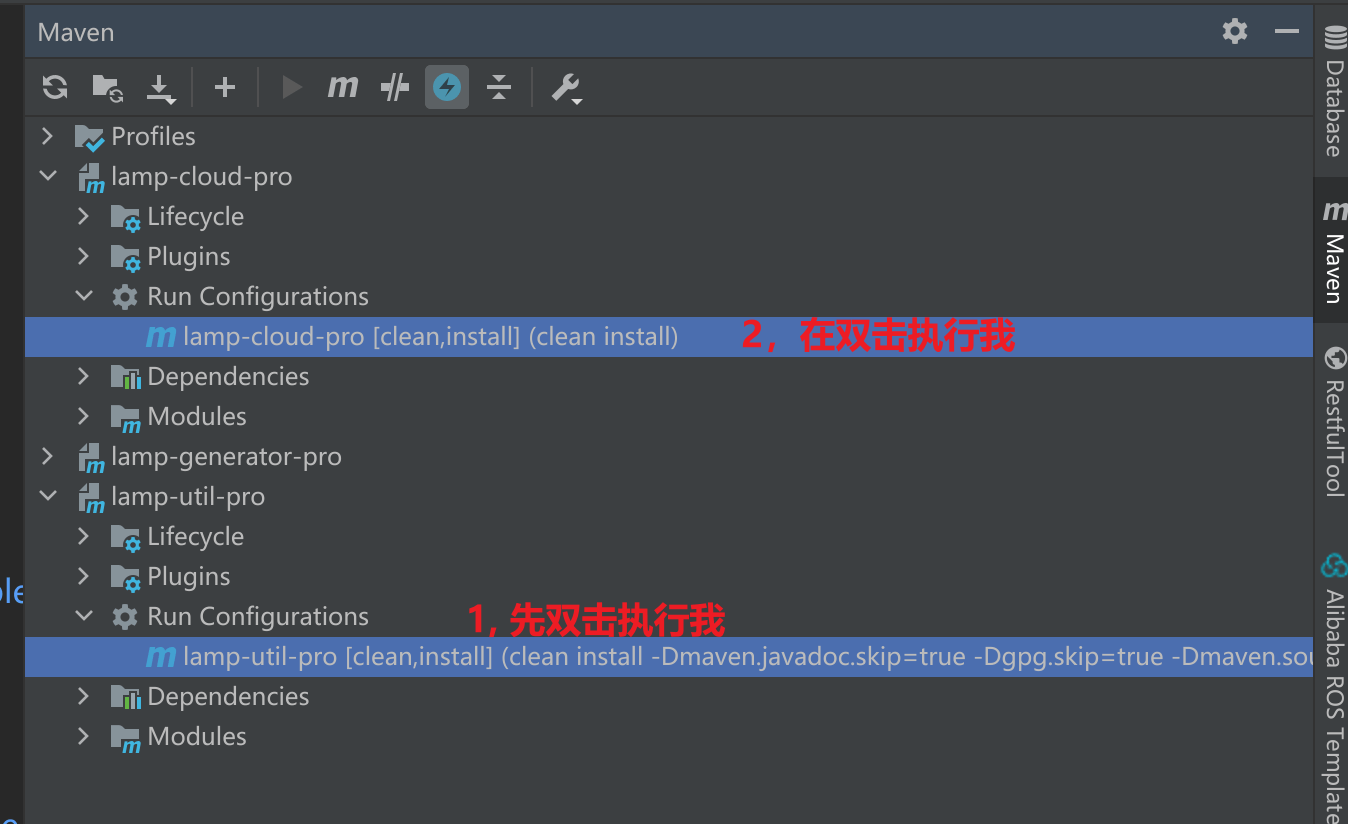 Maven
Profiles
lamp-cloud-pro
Lifecycle
Plugins
Run Configurations
lamp-cloud-pro [clean,install] (clean install)
2，在双击执行我
Dependencies
Modules
lamp-generator-pro
lamp-util-pro
Lifecycle
Plugins
Run Configurations
1, 先双击执行我
lamp-util-pro [clean,install] (clean install -Dmaven.javadoc.skip=true -Dgpg.skip=true -Dmaven.sou
Dependencies
Modules
Database
Maven
RestfulTool
Alibaba ROS Template